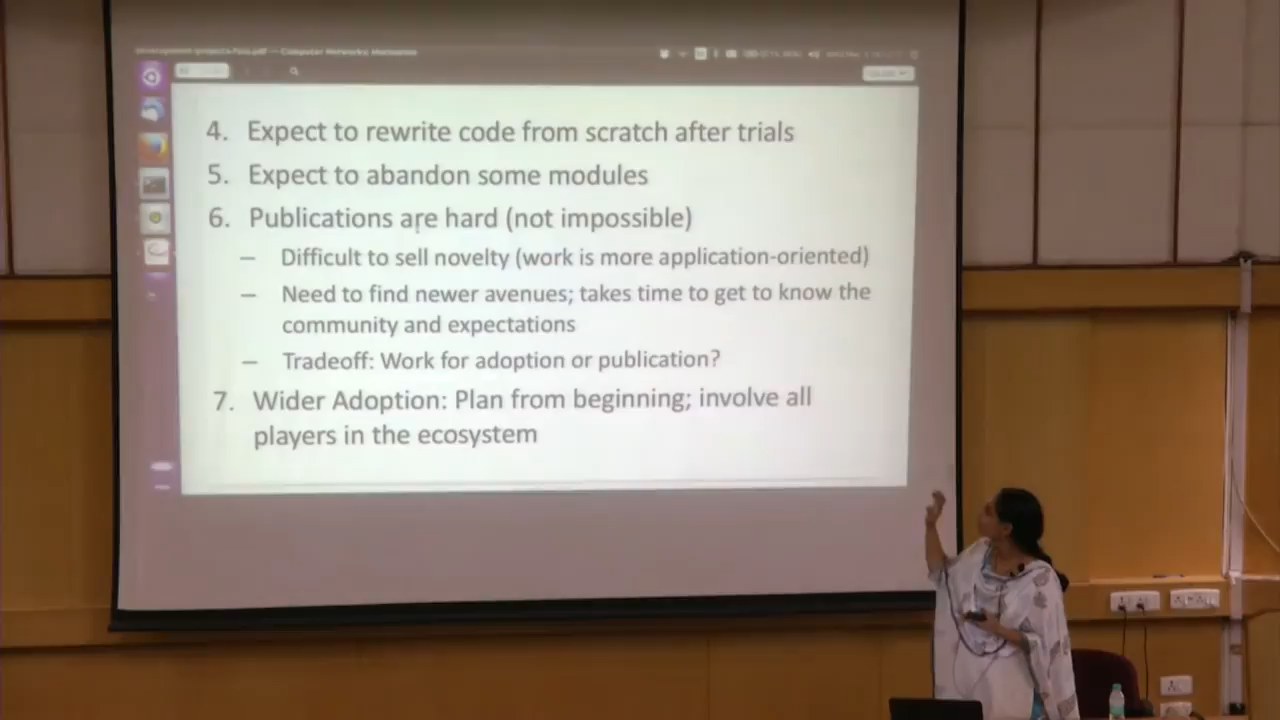 4. Expect to rewrite code from scratch after trials
5. Expect to abandon some modules
6. Publications are hard (not impossible)
– Difficult to sell novelty (work is more application-oriented)
– Need to find newer avenues; takes time to get to know the
community and expectations
– Tradeoff: Work for adoption or publication?
7. Wider Adoption: Plan from beginning; involve all
players in the ecosystem